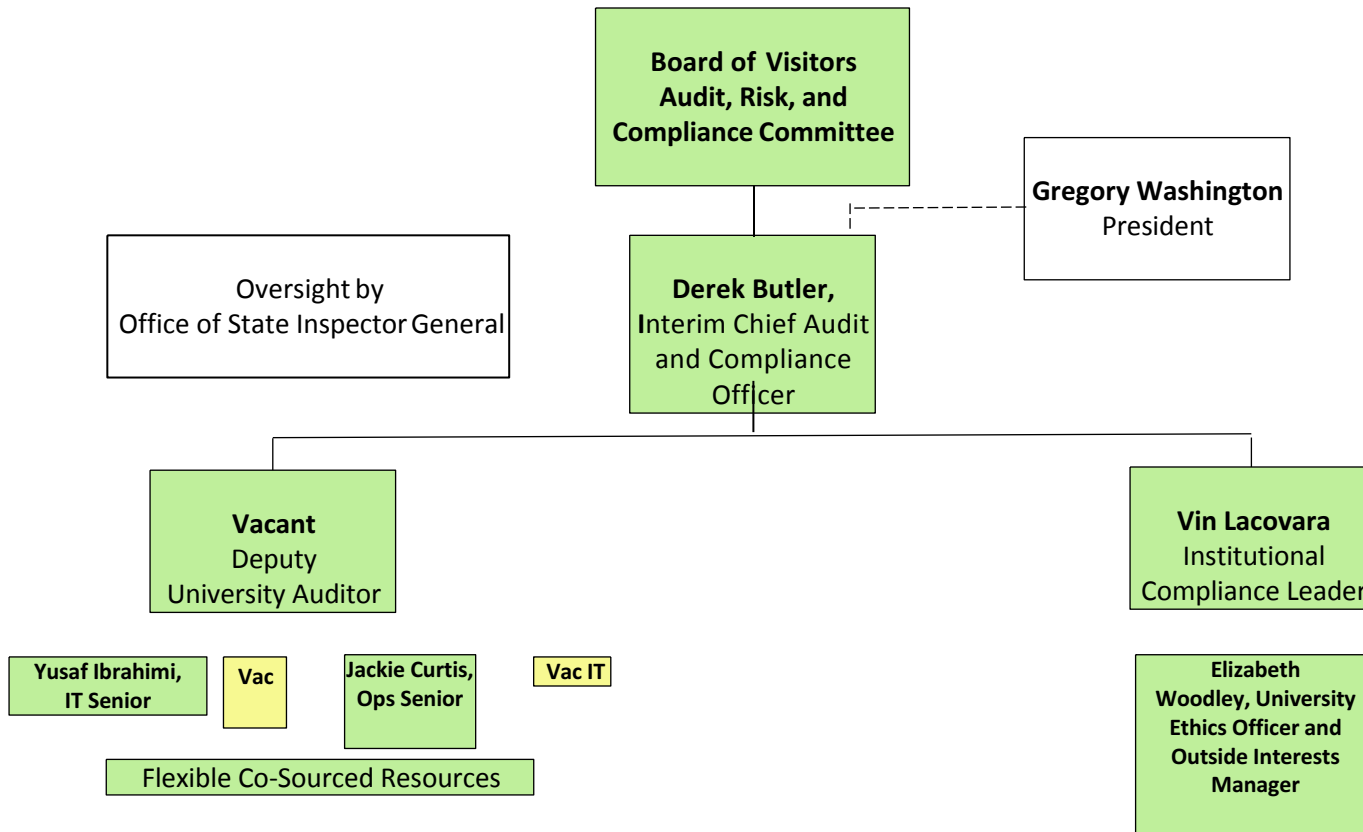 Board of Visitors
Audit, Risk, and
Compliance Committee
Gregory Washington
President
Oversight by
Office of State Inspector General
Derek Butler,
Interim Chief Audit
and Compliance
Officer
Vacant
Deputy
University Auditor
Vin Lacovara
Institutional
Compliance Leader
Yusaf Ibrahimi,
IT Senior
Vac
Jackie Curtis,
Ops Senior
Vac IT
Elizabeth
Woodley, University
Ethics Officer and
Outside Interests
Manager
Flexible Co-Sourced Resources